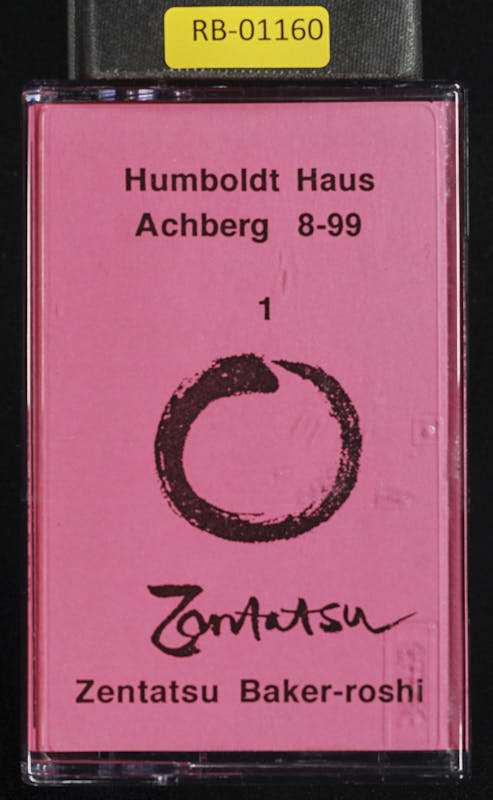 RB-01160
Humboldt Haus
Achberg 8-99
1
Zentatsu
Zentatsu Baker-roshi